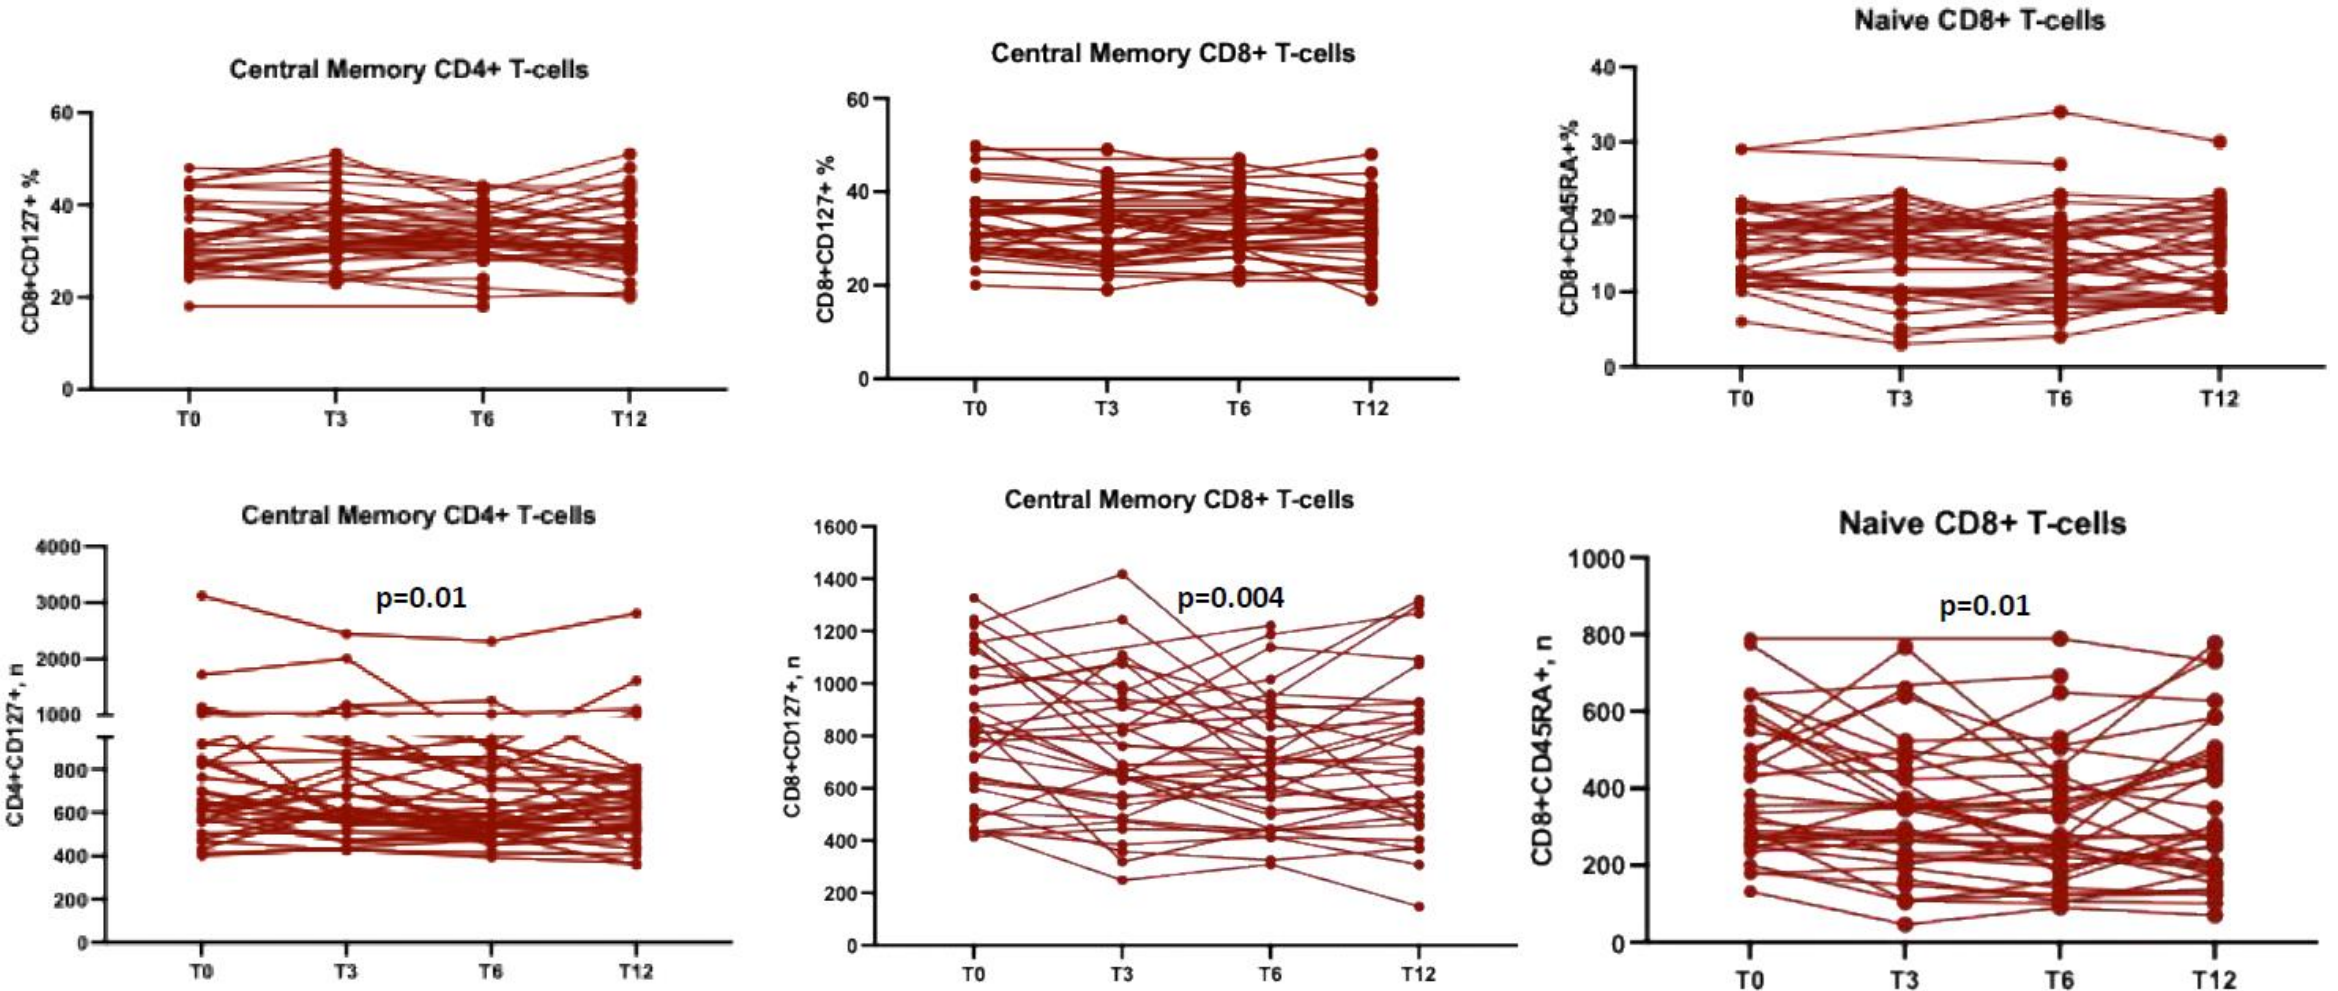 Central Memory CD4+ T-cells
CD8+CD127+ %
60
40
20
0
T0 T3 T6 T12
Central Memory CD8+ T-cells
CD8+CD127+ %
60
40
20
0
T0 T3 T6 T12
Naive CD8+ T-cells
CD8+CD45RA+%
40
30
20
10
0
T0 T3 T6 T12
Central Memory CD4+ T-cells
CD4+CD127+, n
4000
3000
2000
1000
800
600
400
200
0
p=0.01
T0 T3 T6 T12
Central Memory CD8+ T-cells
CD8+CD127+, n
1600
1400
1200
1000
800
600
400
200
0
p=0.004
T0 T3 T6 T12
Naive CD8+ T-cells
CD8+CD45RA+, n
1000
800
600
400
200
0
p=0.01
T0 T3 T6 T12